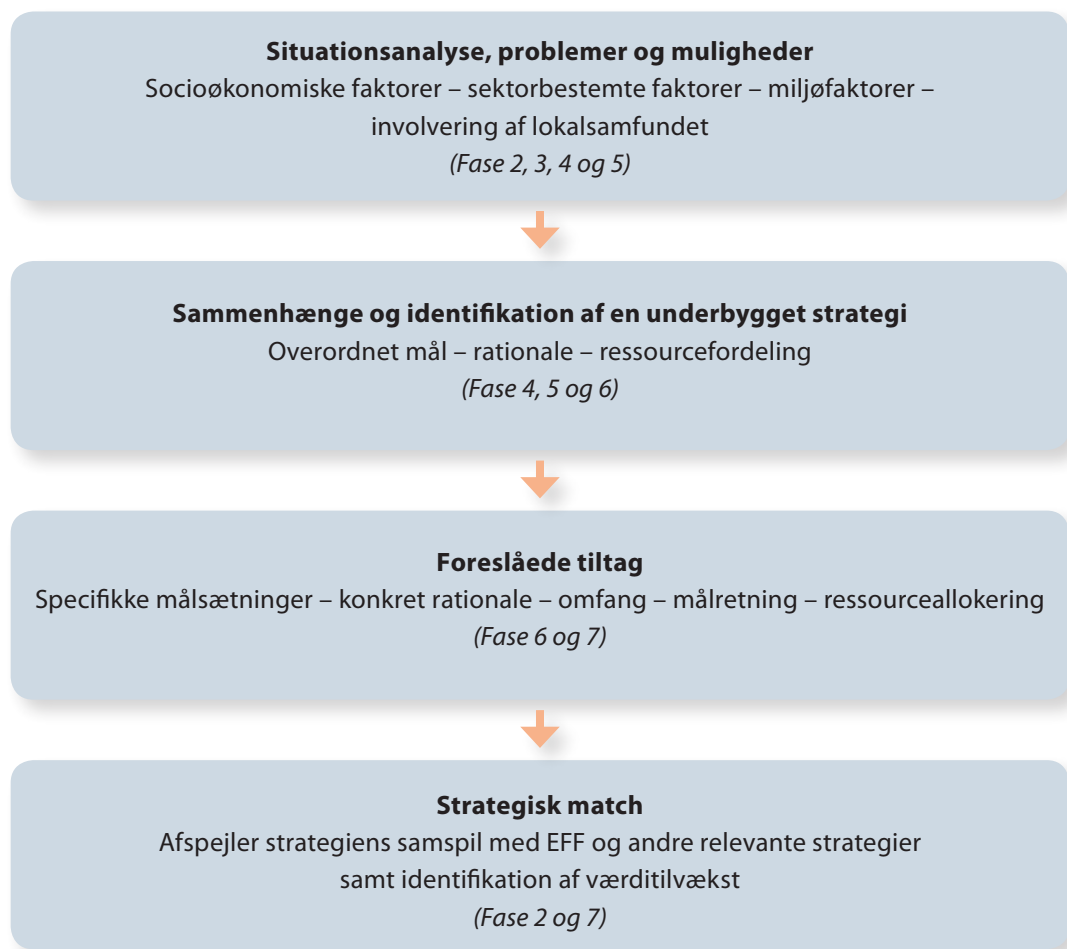 Situationsanalyse, problemer og muligheder
Socioøkonomiske faktorer – sektorbestemte faktorer – miljøfaktorer –
involvering af lokalsamfundet
(Fase 2, 3, 4 og 5)
Sammenhænge og identifikation af en underbygget strategi
Overordnet mål – rationale – ressourcefordeling
(Fase 4, 5 og 6)
Foreslåede tiltag
Specifikke målsætninger – konkret rationale – omfang – målretning – ressourceallokering
(Fase 6 og 7)
Strategisk match
Afspejler strategiens samspil med EFF og andre relevante strategier
samt identifikation af værditilvækst
(Fase 2 og 7)